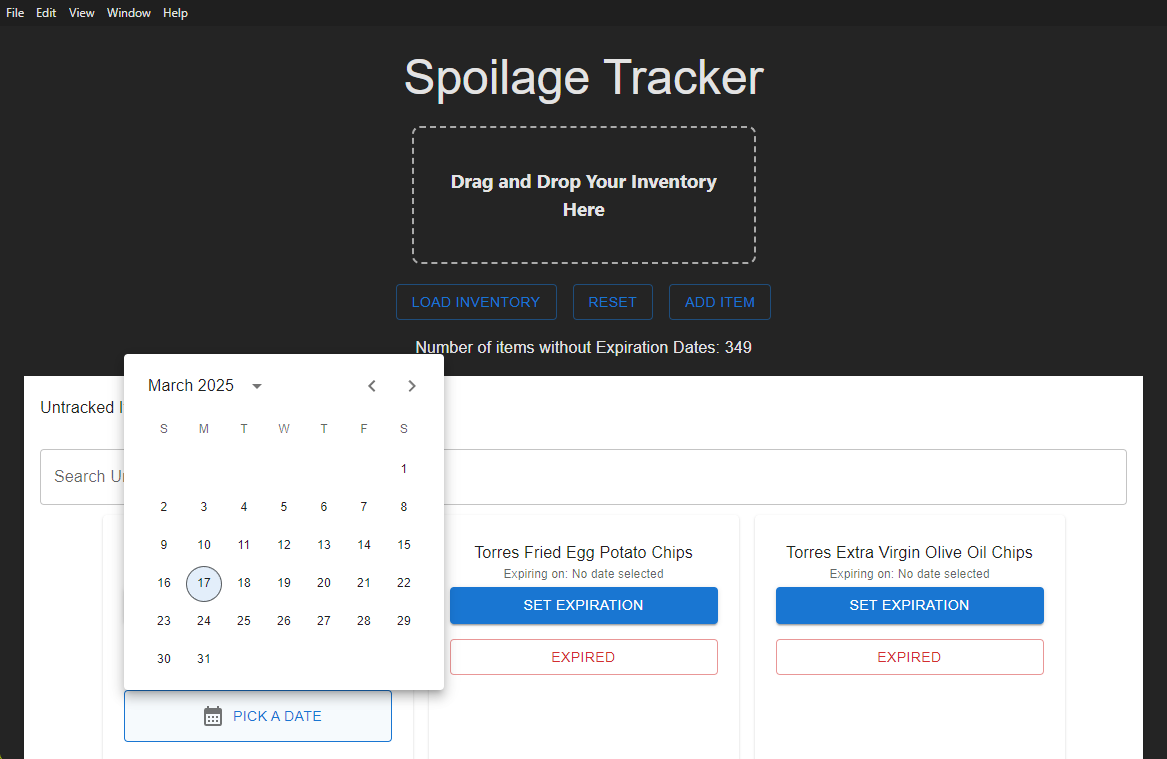 File Edit View Window Help
Spoilage Tracker
Drag and Drop Your Inventory
Here
LOAD INVENTORY RESET ADD ITEM
Number of items without Expiration Dates: 349
March 2025
Untracked
S M T W T F S
1
Search
2 3 4 5 6 7 8
9 10 11 12 13 14 15
16 17 18 19 20 21 22
23 24 25 26 27 28 29
30 31
PICK A DATE
Torres Fried Egg Potato Chips
Expiring on: No date selected
SET EXPIRATION
EXPIRED
Torres Extra Virgin Olive Oil Chips
Expiring on: No date selected
SET EXPIRATION
EXPIRED